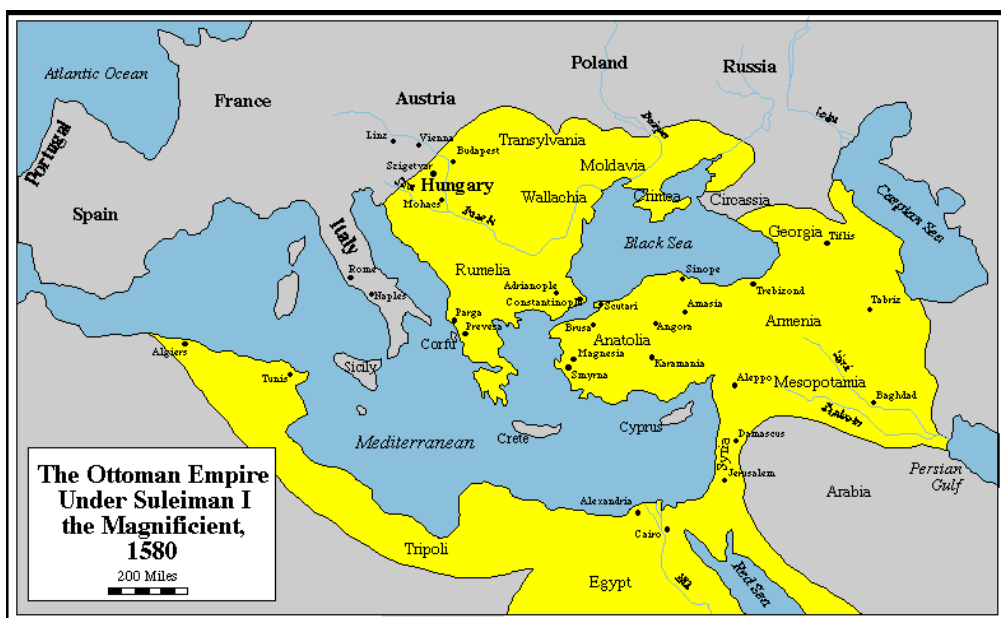 Atlantic Ocean
Portugal
Spain
France
Austria
Poland
Russia
Linz
Vienna
Budapest
Szigetvar
Hungary
Mohacs
Transylvania
Moldavia
Wallachia
Crimea
Circassia
Caspian Sea
Georgia
Tiflis
Black Sea
Italy
Rome
Naples
Rumelia
Adrianople
Constantinople
Scutari
Sinope
Trebizond
Amasia
Tabriz
Parga
Prevesa
Corfu
Brusa
Angora
Anatolia
Armenia
Magnesia
Smyrna
Karamania
Aleppo
Mesopotamia
Baghdad
Algiers
Tunis
Sicily
Mediterranean
Crete
Cyprus
Syria
Damascus
Jerusalem
Persian
Gulf
Arabia
Alexandria
Cairo
Tripoli
Egypt
Red Sea
The Ottoman Empire
Under Suleiman I
the Magnificient,
1580
200 Miles